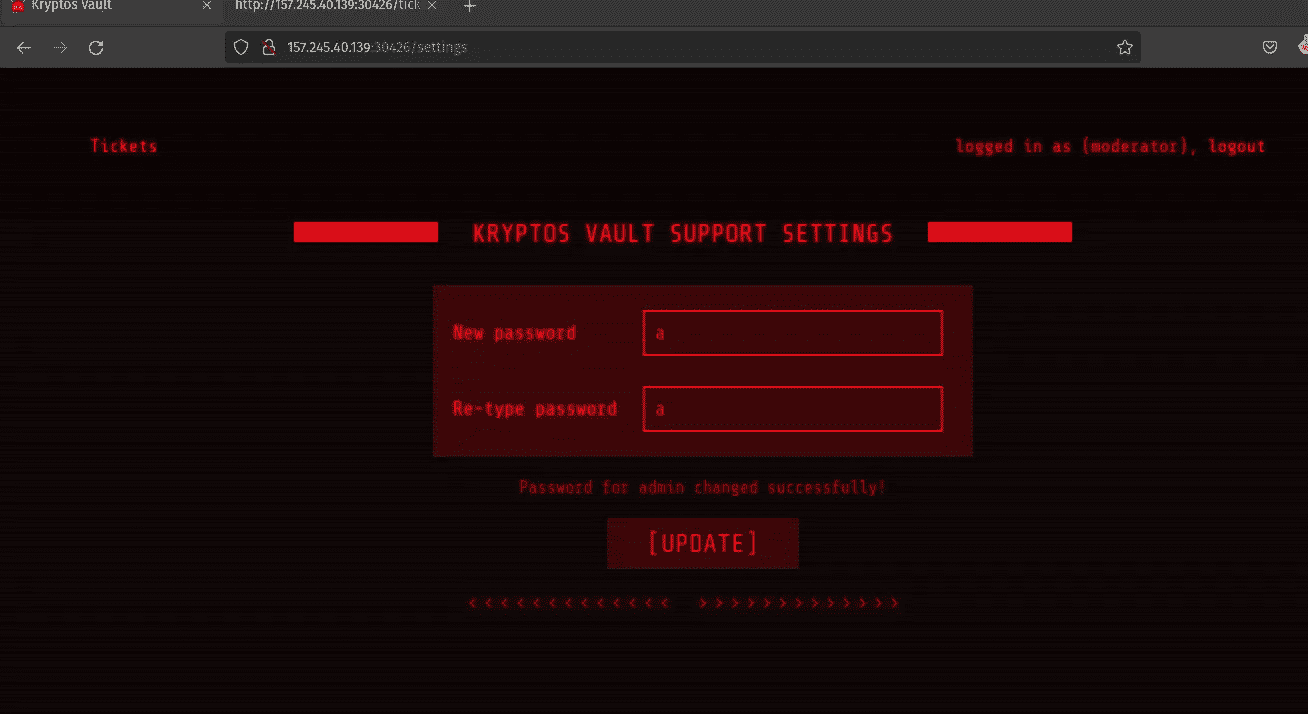 Kryptos Vault
http://157.245.40.139:30426/tick
157.245.40.139:30426/settings
Tickets
logged in as (moderator), logout
KRYPTOS VAULT SUPPORT SETTINGS
New password a
Re-type password a
Password for admin changed successfully!
[UPDATE]
< < < < < < < < < < < < < > > > > > > > > > > > > >